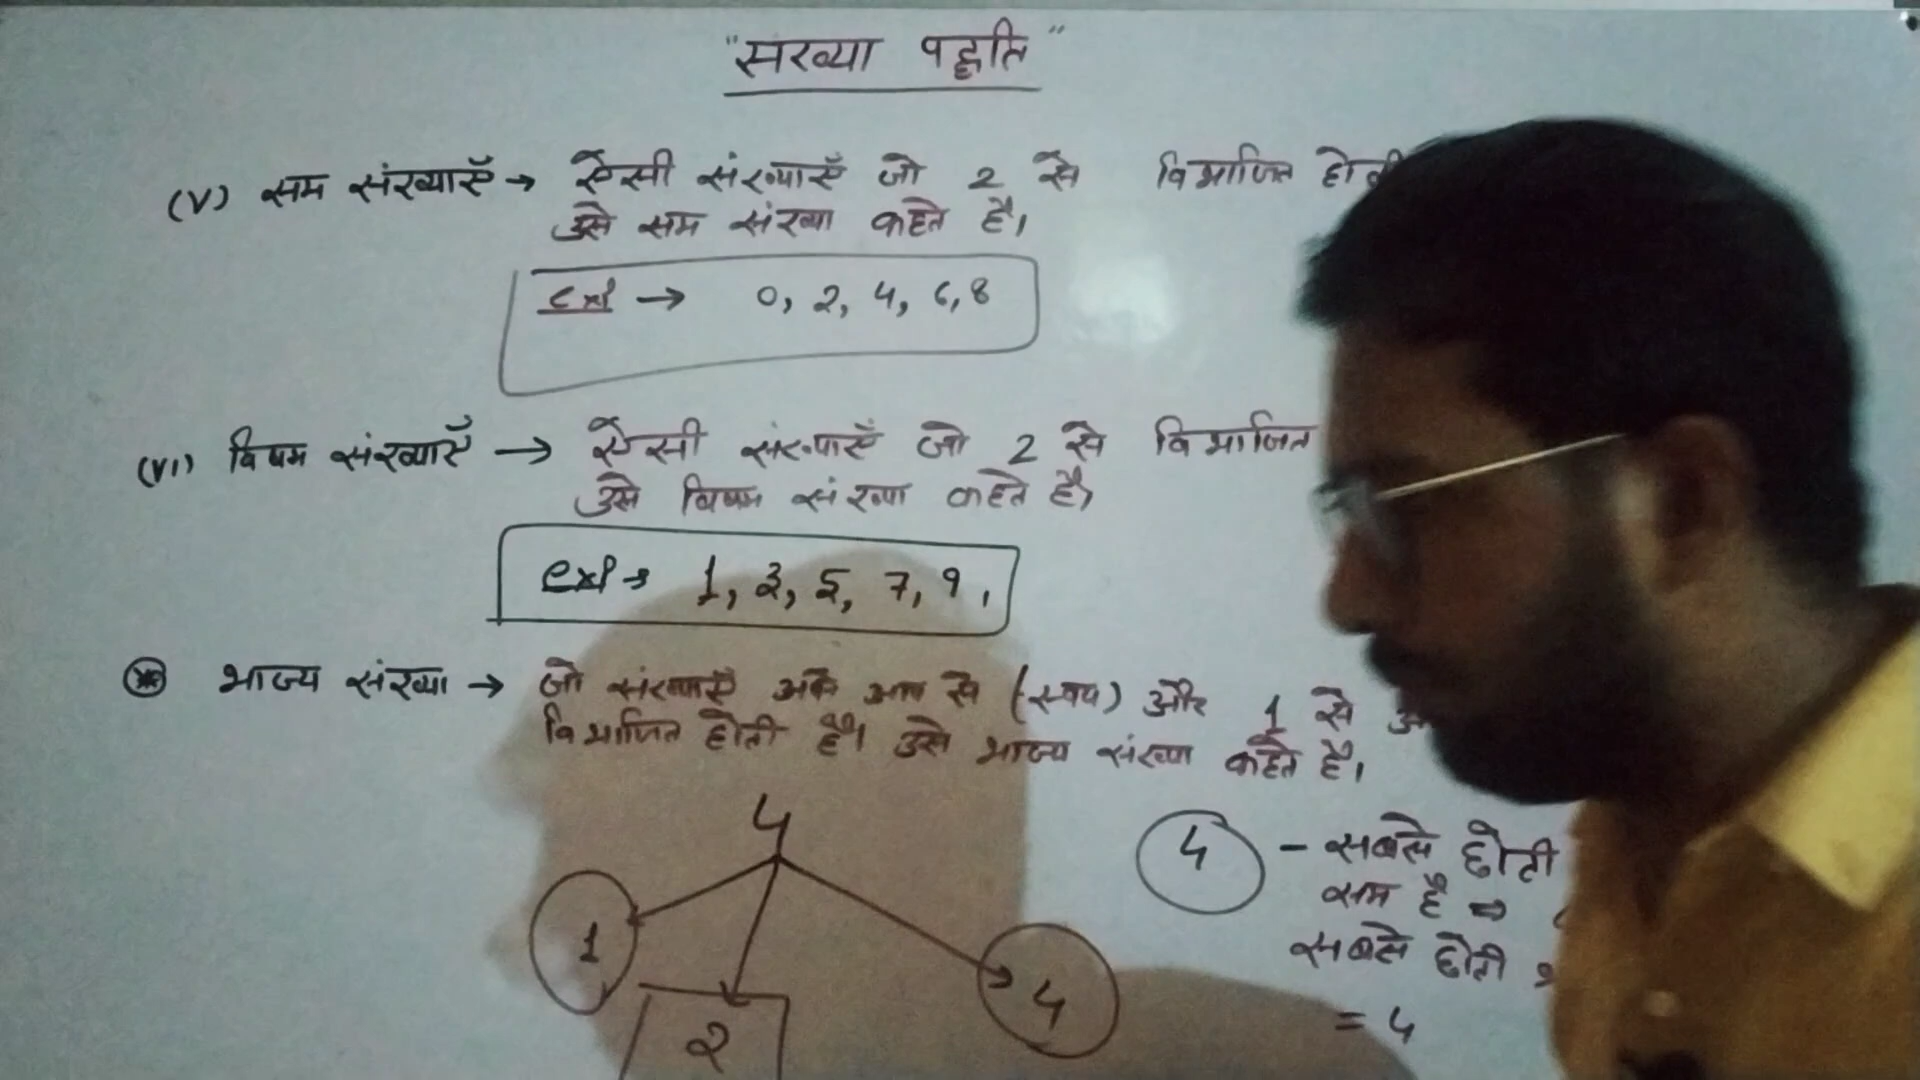 "संख्या पद्धति"
(V) सम संख्याएँ → ऐसी संख्याएँ जो 2 से विभाजित होती
उसे सम संख्या कहते है।
exp → 0, 2, 4, 6, 8
(VI) विषम संख्याएँ → ऐसी संख्याएँ जो 2 से विभाजित
उसे विषम संख्या कहते है,
exp → 1, 3, 5, 7, 9,
भाज्य संख्या → जो संख्याएँ अपने आप से (स्वयं) और 1 से
विभाजित होती है। उसे भाज्य संख्या कहते है।
4
1
2
4
4 - सबसे छोटी
सम है ⇒
सबसे छोटी
= 4